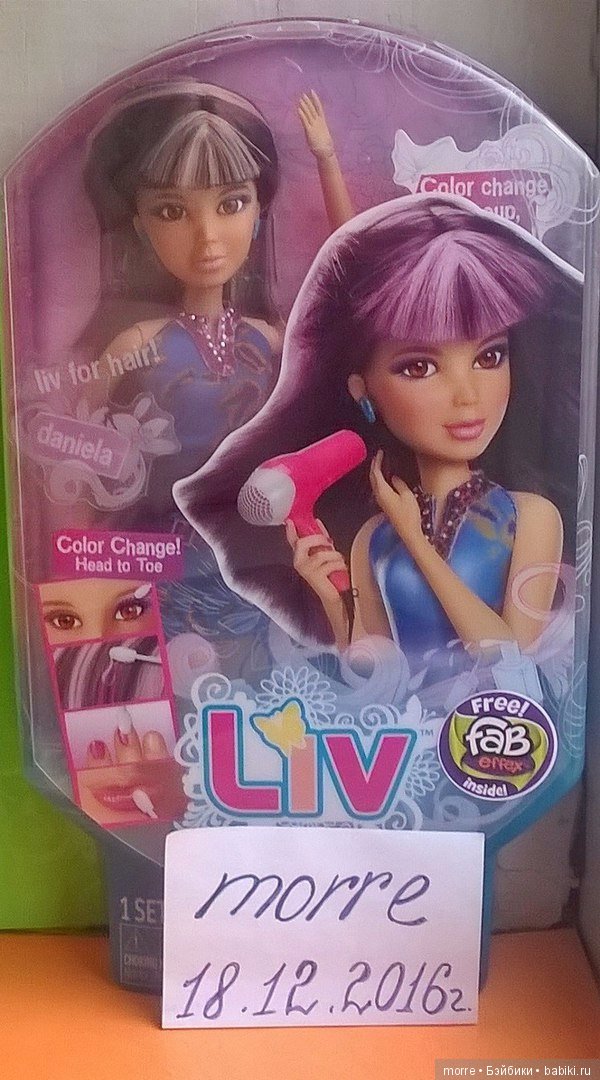 Color change
liv for hair!
daniela
Color Change!
Head to Toe
LIV
TM
Free!
FAB
effex
inside!
1 SET
morre
18.12.2016г.
morre • Бэйбики • babiki.ru